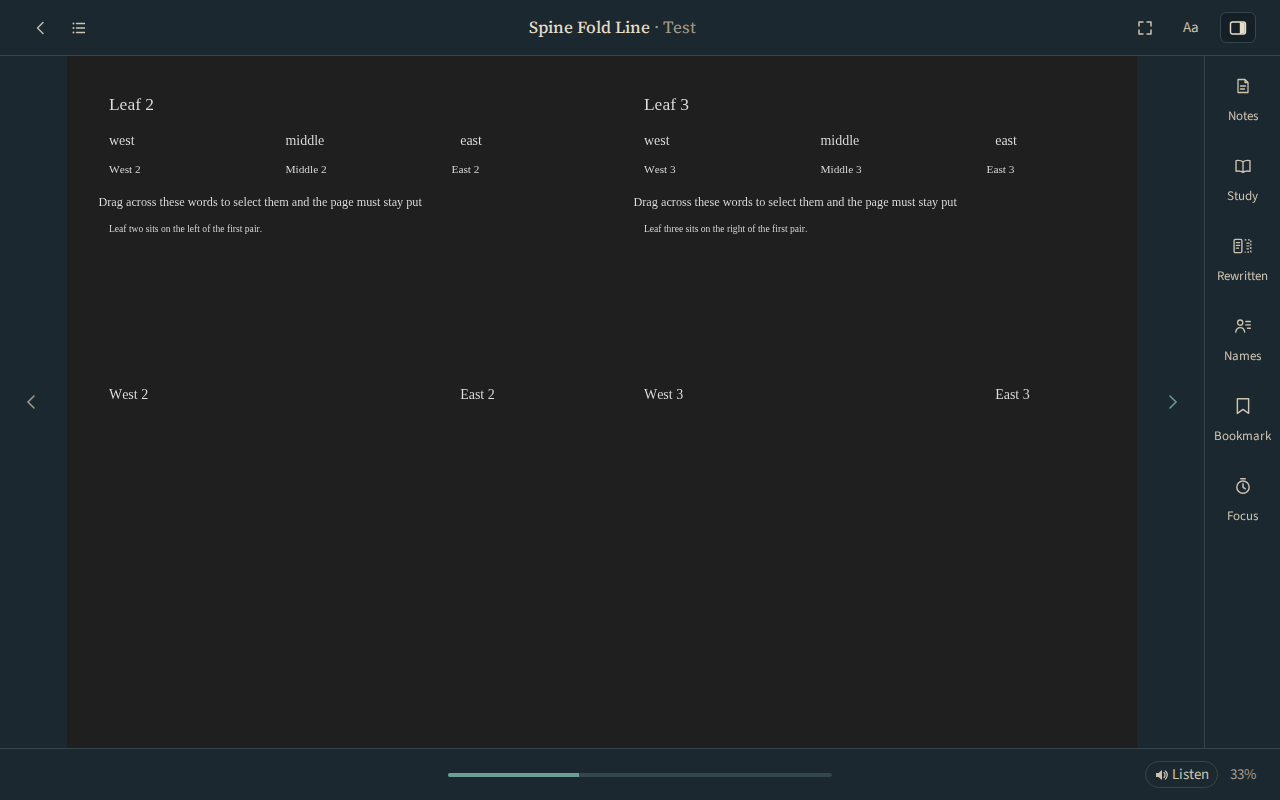 Spine Fold Line · Test
Aa
Leaf 2
west middle east
West 2 Middle 2 East 2
Drag across these words to select them and the page must stay put
Leaf two sits on the left of the first pair.
West 2 East 2
Leaf 3
west middle east
West 3 Middle 3 East 3
Drag across these words to select them and the page must stay put
Leaf three sits on the right of the first pair.
West 3 East 3
Notes
Study
Rewritten
Names
Bookmark
Focus
Listen 33%